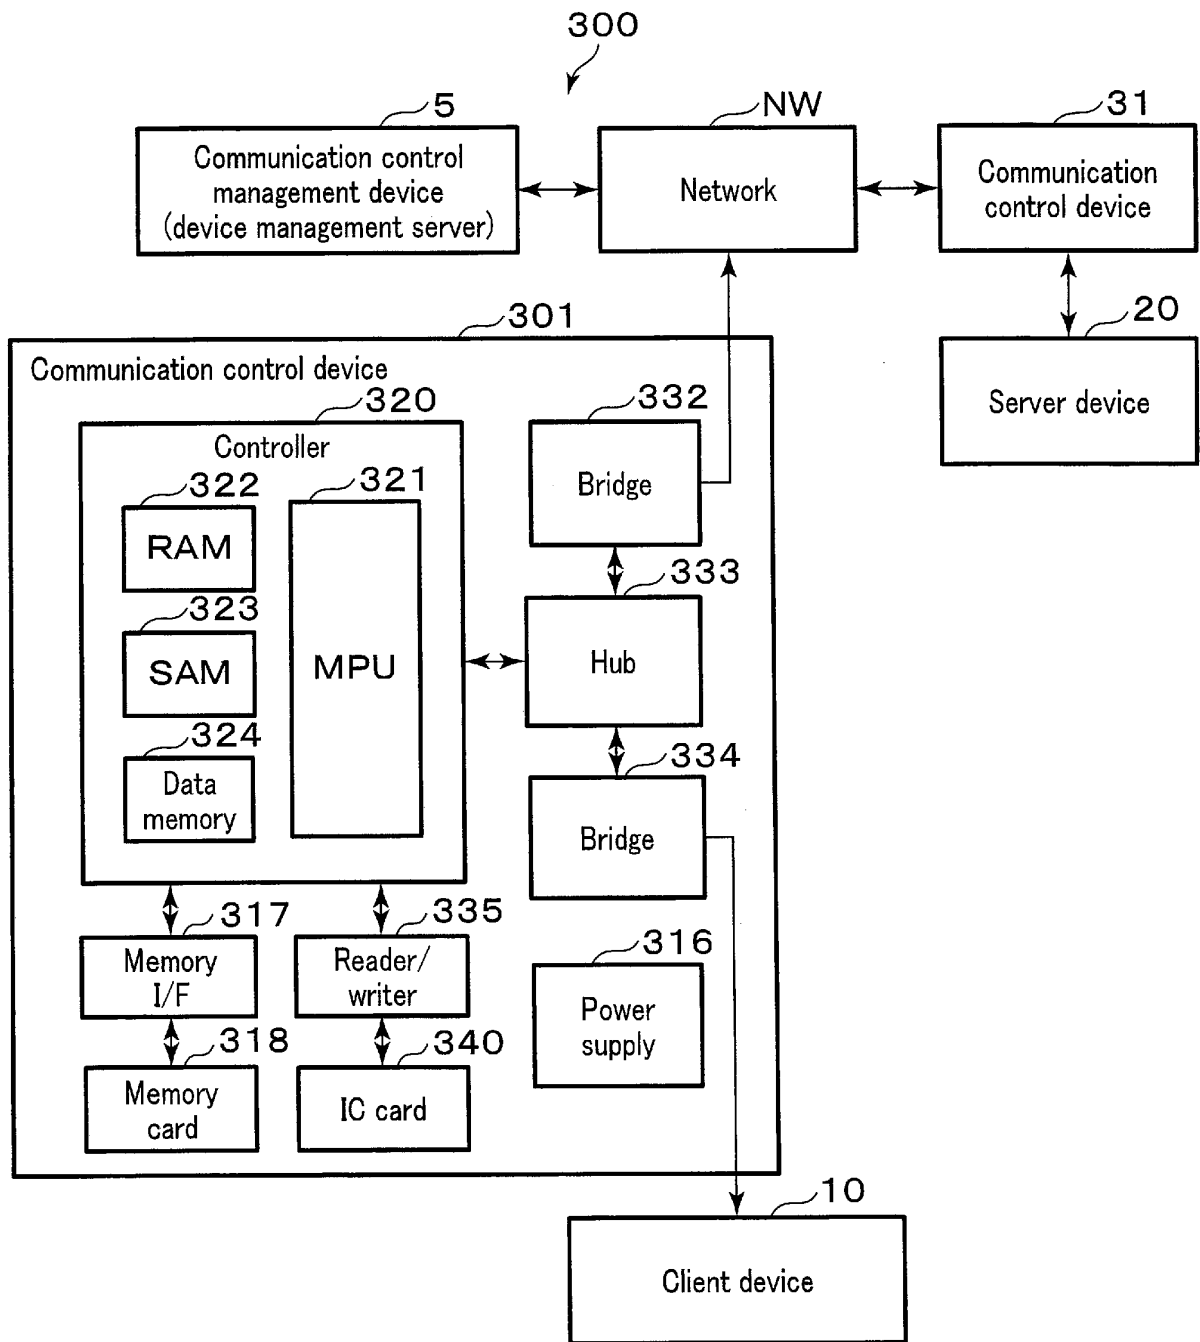 300
5
NW
31
Communication control
management device
(device management server)
Network
Communication
control device
301
20
Communication control device
Server device
320
332
Controller
322
321
Bridge
RAM
333
323
SAM
MPU
Hub
324
334
Data
memory
Bridge
317
335
316
Memory
I/F
Reader/
writer
Power
supply
318
340
Memory
card
IC card
10
Client device